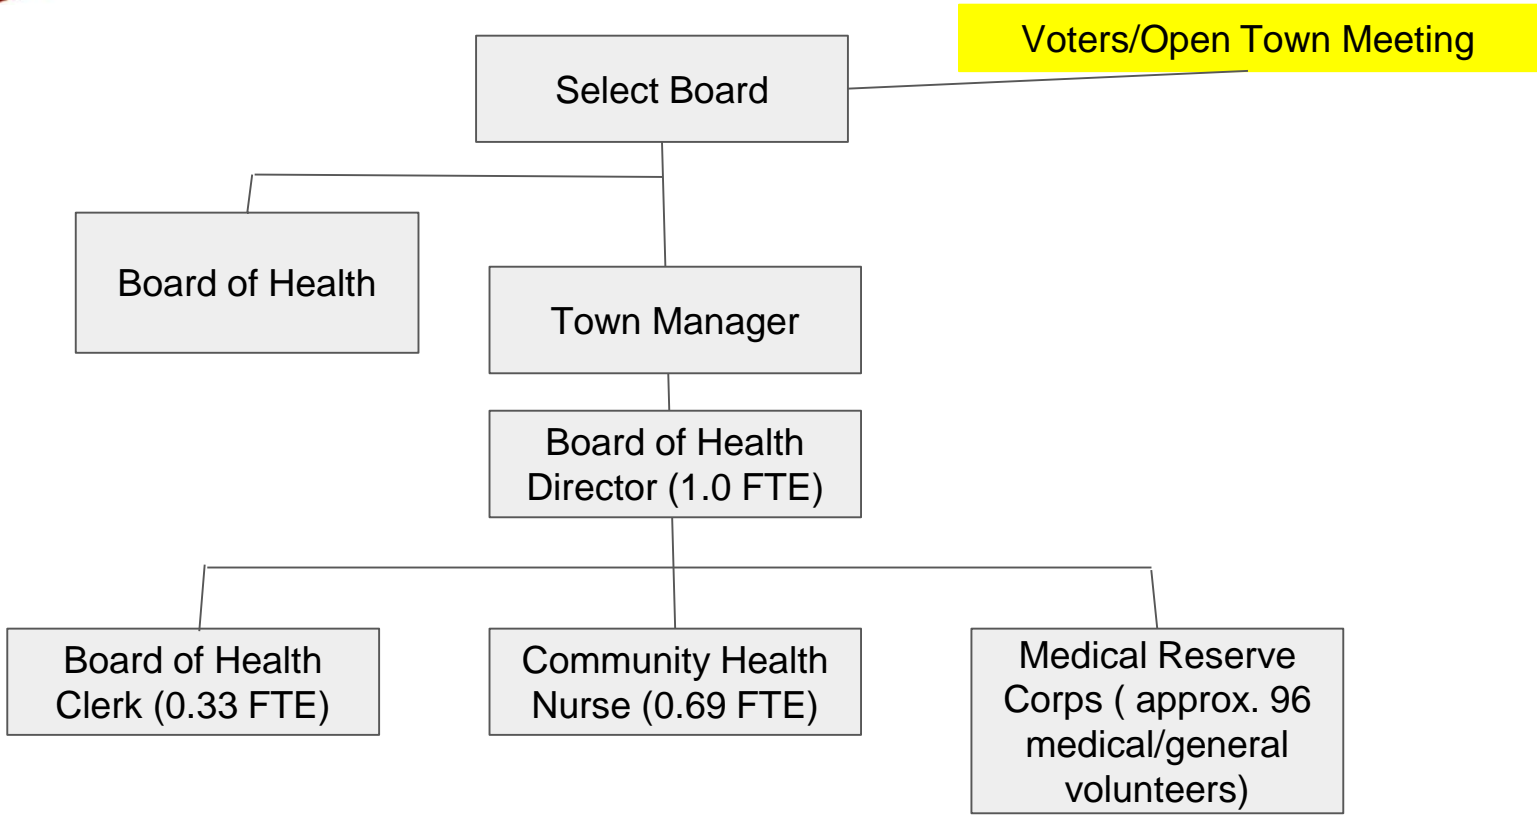 Voters/Open Town Meeting
Select Board
Board of Health
Town Manager
Board of Health
Director (1.0 FTE)
Board of Health
Clerk (0.33 FTE)
Community Health
Nurse (0.69 FTE)
Medical Reserve
Corps ( approx. 96
medical/general
volunteers)